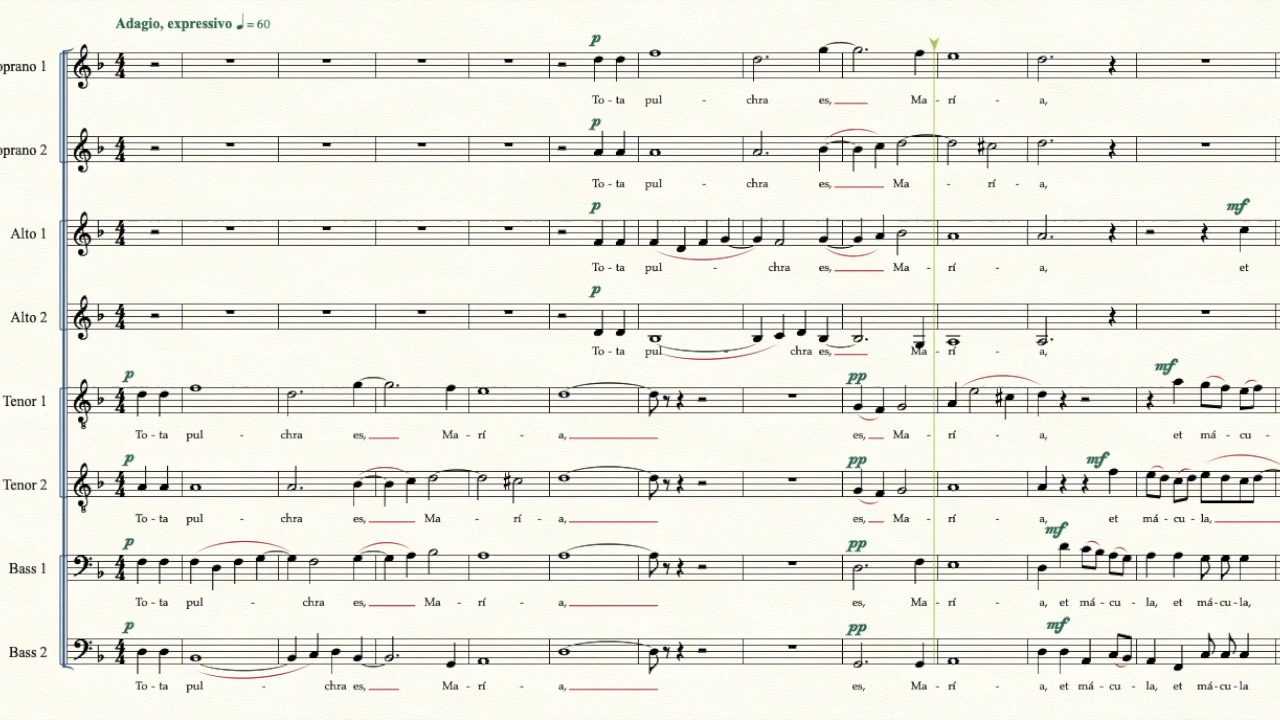 Adagio, expressivo = 60
p
oprano 1
To - ta pul - chra es, Ma - rí - a,
p
oprano 2
To - ta pul - chra es, Ma - rí - a,
p mf
Alto 1
To - ta pul - chra es, Ma - rí - a, et
p
Alto 2
To - ta pul - chra es, Ma - rí - a,
p pp mf
Tenor 1
To - ta pul - chra es, Ma - rí - a, es, Ma - rí - a, et má - cu -
p pp mf
Tenor 2
To - ta pul - chra es, Ma - rí - a, es, Ma - rí - a, et má - cu - la,
p pp mf
Bass 1
To - ta pul - chra es, Ma - rí - a, es, Ma - rí - a, et má - cu - la, et má - cu - la,
p pp mf
Bass 2
To - ta pul - chra es, Ma - rí - a, es, Ma - rí - a, et má - cu - la, et má - cu - la